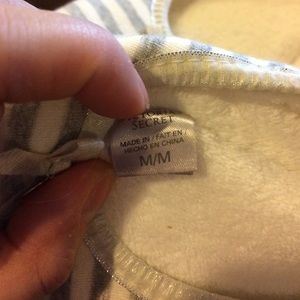 SECRET
MADE IN / FAIT EN /
HECHO EN CHINA
M/M